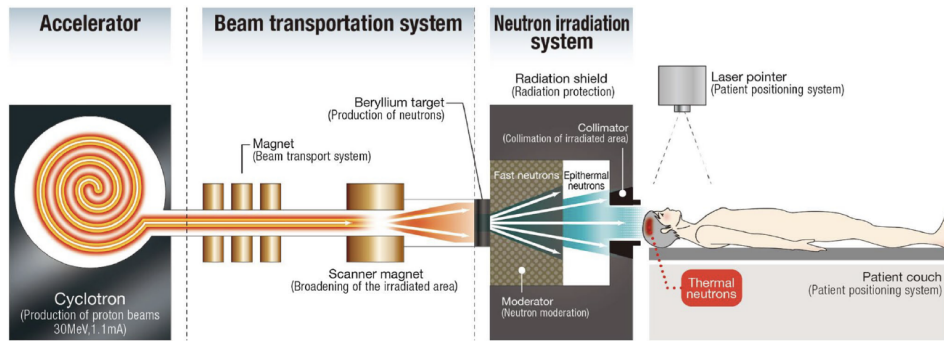 Accelerator
Beam transportation system
Neutron irradiation
system
Radiation shield
(Radiation protection)
Laser pointer
(Patient positioning system)
Beryllium target
(Production of neutrons)
Collimator
(Collimation of irradiated area)
Magnet
(Beam transport system)
Fast neutrons
Epithermal
neutrons
Scanner magnet
(Broadening of the irradiated area)
Cyclotron
(Production of proton beams
30MeV,1.1mA)
Moderator
(Neutron moderation)
Thermal
neutrons
Patient couch
(Patient positioning system)